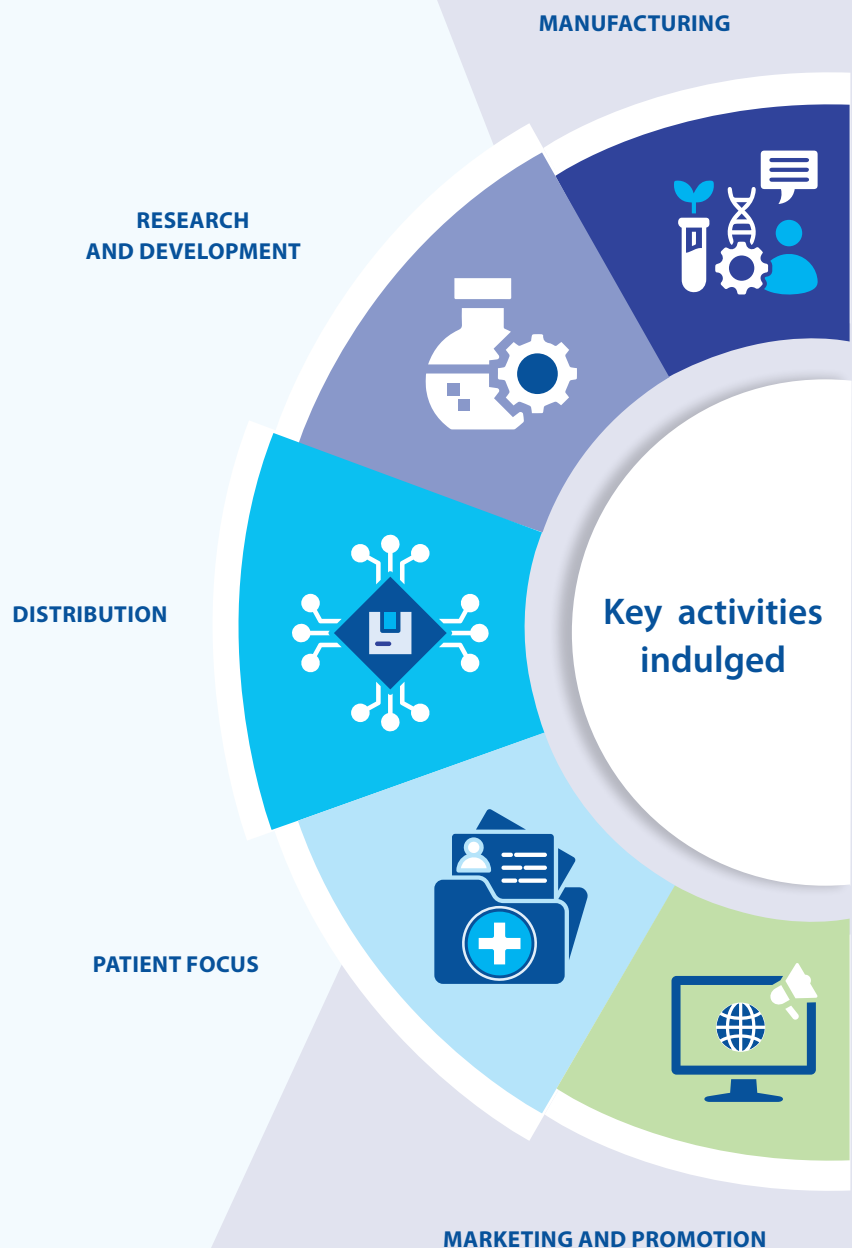 MANUFACTURING
RESEARCH
AND DEVELOPMENT
DISTRIBUTION
Key activities
indulged
PATIENT FOCUS
MARKETING AND PROMOTION